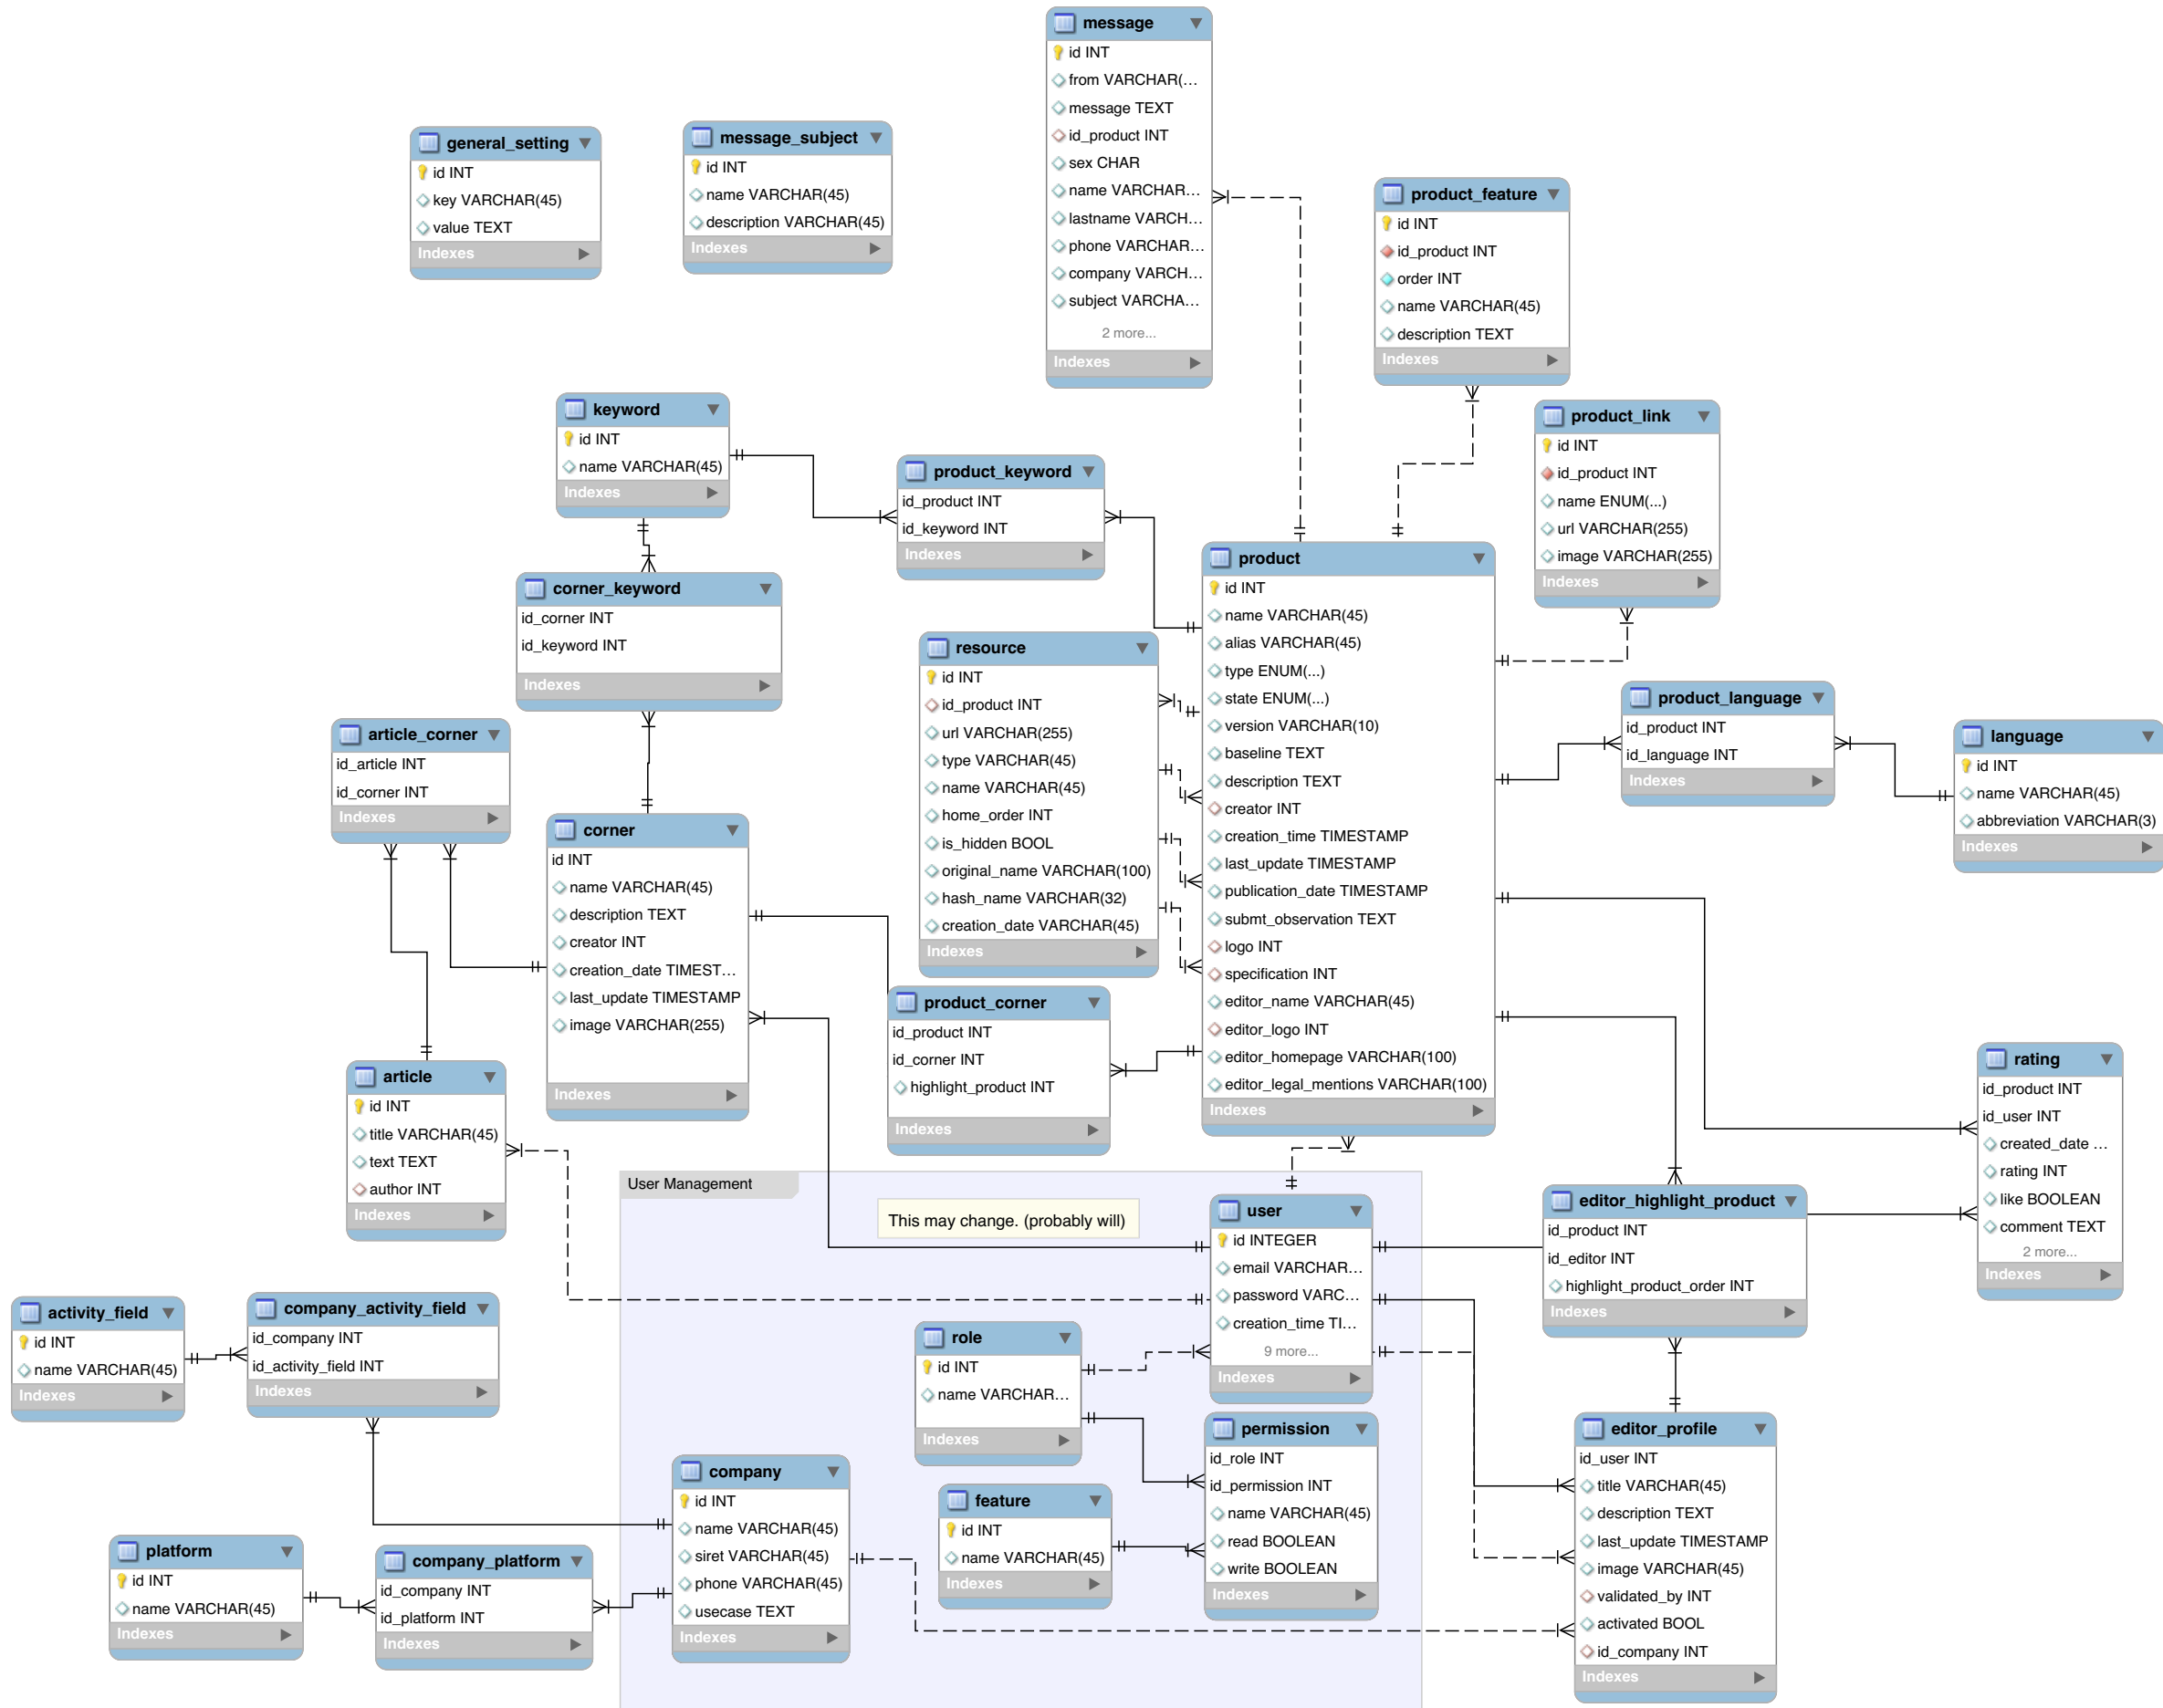 message
id INT
from VARCHAR(...
message TEXT
id_product INT
sex CHAR
name VARCHAR...
lastname VARCH...
phone VARCHAR...
company VARCH...
subject VARCHA...
2 more...
Indexes
general_setting
id INT
key VARCHAR(45)
value TEXT
Indexes
message_subject
id INT
name VARCHAR(45)
description VARCHAR(45)
Indexes
product_feature
id INT
id_product INT
order INT
name VARCHAR(45)
description TEXT
Indexes
keyword
id INT
name VARCHAR(45)
Indexes
product_keyword
id_product INT
id_keyword INT
Indexes
product_link
id INT
id_product INT
name ENUM(...)
url VARCHAR(255)
image VARCHAR(255)
Indexes
corner_keyword
id_corner INT
id_keyword INT
Indexes
product
id INT
name VARCHAR(45)
alias VARCHAR(45)
type ENUM(...)
state ENUM(...)
version VARCHAR(10)
baseline TEXT
description TEXT
creator INT
creation_time TIMESTAMP
last_update TIMESTAMP
publication_date TIMESTAMP
submt_observation TEXT
logo INT
specification INT
editor_name VARCHAR(45)
editor_logo INT
editor_homepage VARCHAR(100)
editor_legal_mentions VARCHAR(100)
Indexes
resource
id INT
id_product INT
url VARCHAR(255)
type VARCHAR(45)
name VARCHAR(45)
home_order INT
is_hidden BOOL
original_name VARCHAR(100)
hash_name VARCHAR(32)
creation_date VARCHAR(45)
Indexes
product_language
id_product INT
id_language INT
Indexes
language
id INT
name VARCHAR(45)
abbreviation VARCHAR(3)
Indexes
article_corner
id_article INT
id_corner INT
Indexes
corner
id INT
name VARCHAR(45)
description TEXT
creator INT
creation_date TIMEST...
last_update TIMESTAMP
image VARCHAR(255)
Indexes
product_corner
id_product INT
id_corner INT
highlight_product INT
Indexes
article
id INT
title VARCHAR(45)
text TEXT
author INT
Indexes
rating
id_product INT
id_user INT
created_date ...
rating INT
like BOOLEAN
comment TEXT
2 more...
Indexes
User Management
This may change. (probably will)
user
id INTEGER
email VARCHAR...
password VARC...
creation_time TI...
9 more...
Indexes
editor_highlight_product
id_product INT
id_editor INT
highlight_product_order INT
Indexes
activity_field
id INT
name VARCHAR(45)
Indexes
company_activity_field
id_company INT
id_activity_field INT
Indexes
role
id INT
name VARCHAR...
Indexes
permission
id_role INT
id_permission INT
name VARCHAR(45)
read BOOLEAN
write BOOLEAN
Indexes
editor_profile
id_user INT
title VARCHAR(45)
description TEXT
last_update TIMESTAMP
image VARCHAR(45)
validated_by INT
activated BOOL
id_company INT
Indexes
company
id INT
name VARCHAR(45)
siret VARCHAR(45)
phone VARCHAR(45)
usecase TEXT
Indexes
feature
id INT
name VARCHAR(45)
Indexes
platform
id INT
name VARCHAR(45)
Indexes
company_platform
id_company INT
id_platform INT
Indexes